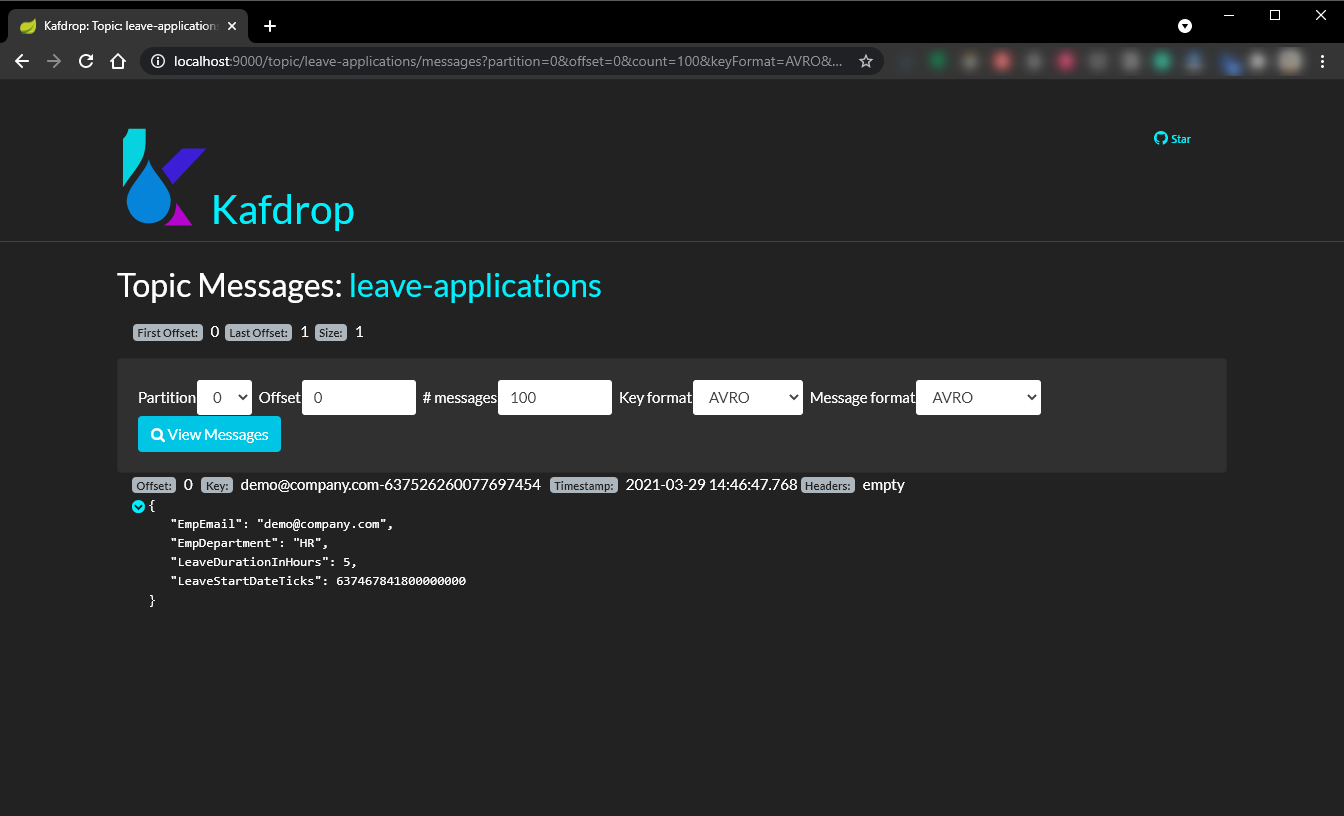 Kafdrop: Topic: leave-applications
localhost:9000/topic/leave-applications/messages?partition=0&offset=0&count=100&keyFormat=AVRO&...
Star
Kafdrop
Topic Messages: leave-applications
First Offset: 0 Last Offset: 1 Size: 1
Partition 0 Offset 0 # messages 100 Key format AVRO Message format AVRO
View Messages
Offset: 0 Key: demo@company.com-637526260077697454 Timestamp: 2021-03-29 14:46:47.768 Headers: empty
{
"EmpEmail": "demo@company.com",
"EmpDepartment": "HR",
"LeaveDurationInHours": 5,
"LeaveStartDateTicks": 637467841800000000
}